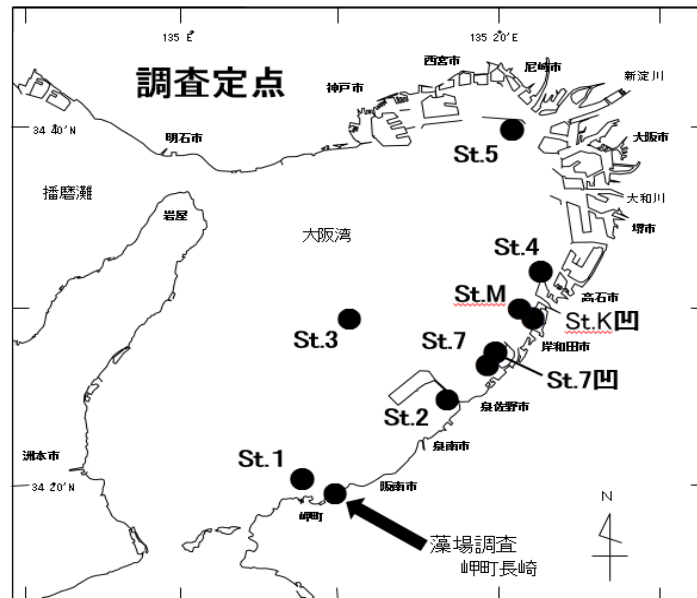 135 E
135 20'E
調査定点
西宮市
尼崎市
新淀川
神戸市
34 40'N
明石市
St.5
大阪市
播磨灘
大和川
岩屋
大阪湾
堺市
St.4
St.M
高石市
St.3
St.K凹
St.7
岸和田市
St.7凹
St.2
泉佐野市
泉南市
洲本市
St.1
34 20'N
阪南市
岬町
N
藻場調査
岬町長崎